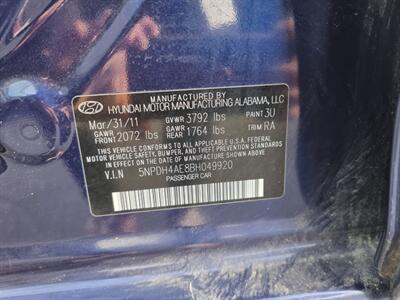 MANUFACTURED BY
HYUNDAI MOTOR MANUFACTURING ALABAMA, LLC
Mar/31/11 GVWR 3792 lbs PAINT 3U
GAWR FRONT 2072 lbs GAWR REAR 1764 lbs TRIM RA
THIS VEHICLE CONFORMS TO ALL APPLICABLE U.S. FEDERAL
MOTOR VEHICLE SAFETY, BUMPER, AND THEFT PREVENTION STANDARDS
IN EFFECT ON THE DATE OF MANUFACTURE SHOWN ABOVE.
V.I.N 5NPDH4AE8BH049920
PASSENGER CAR